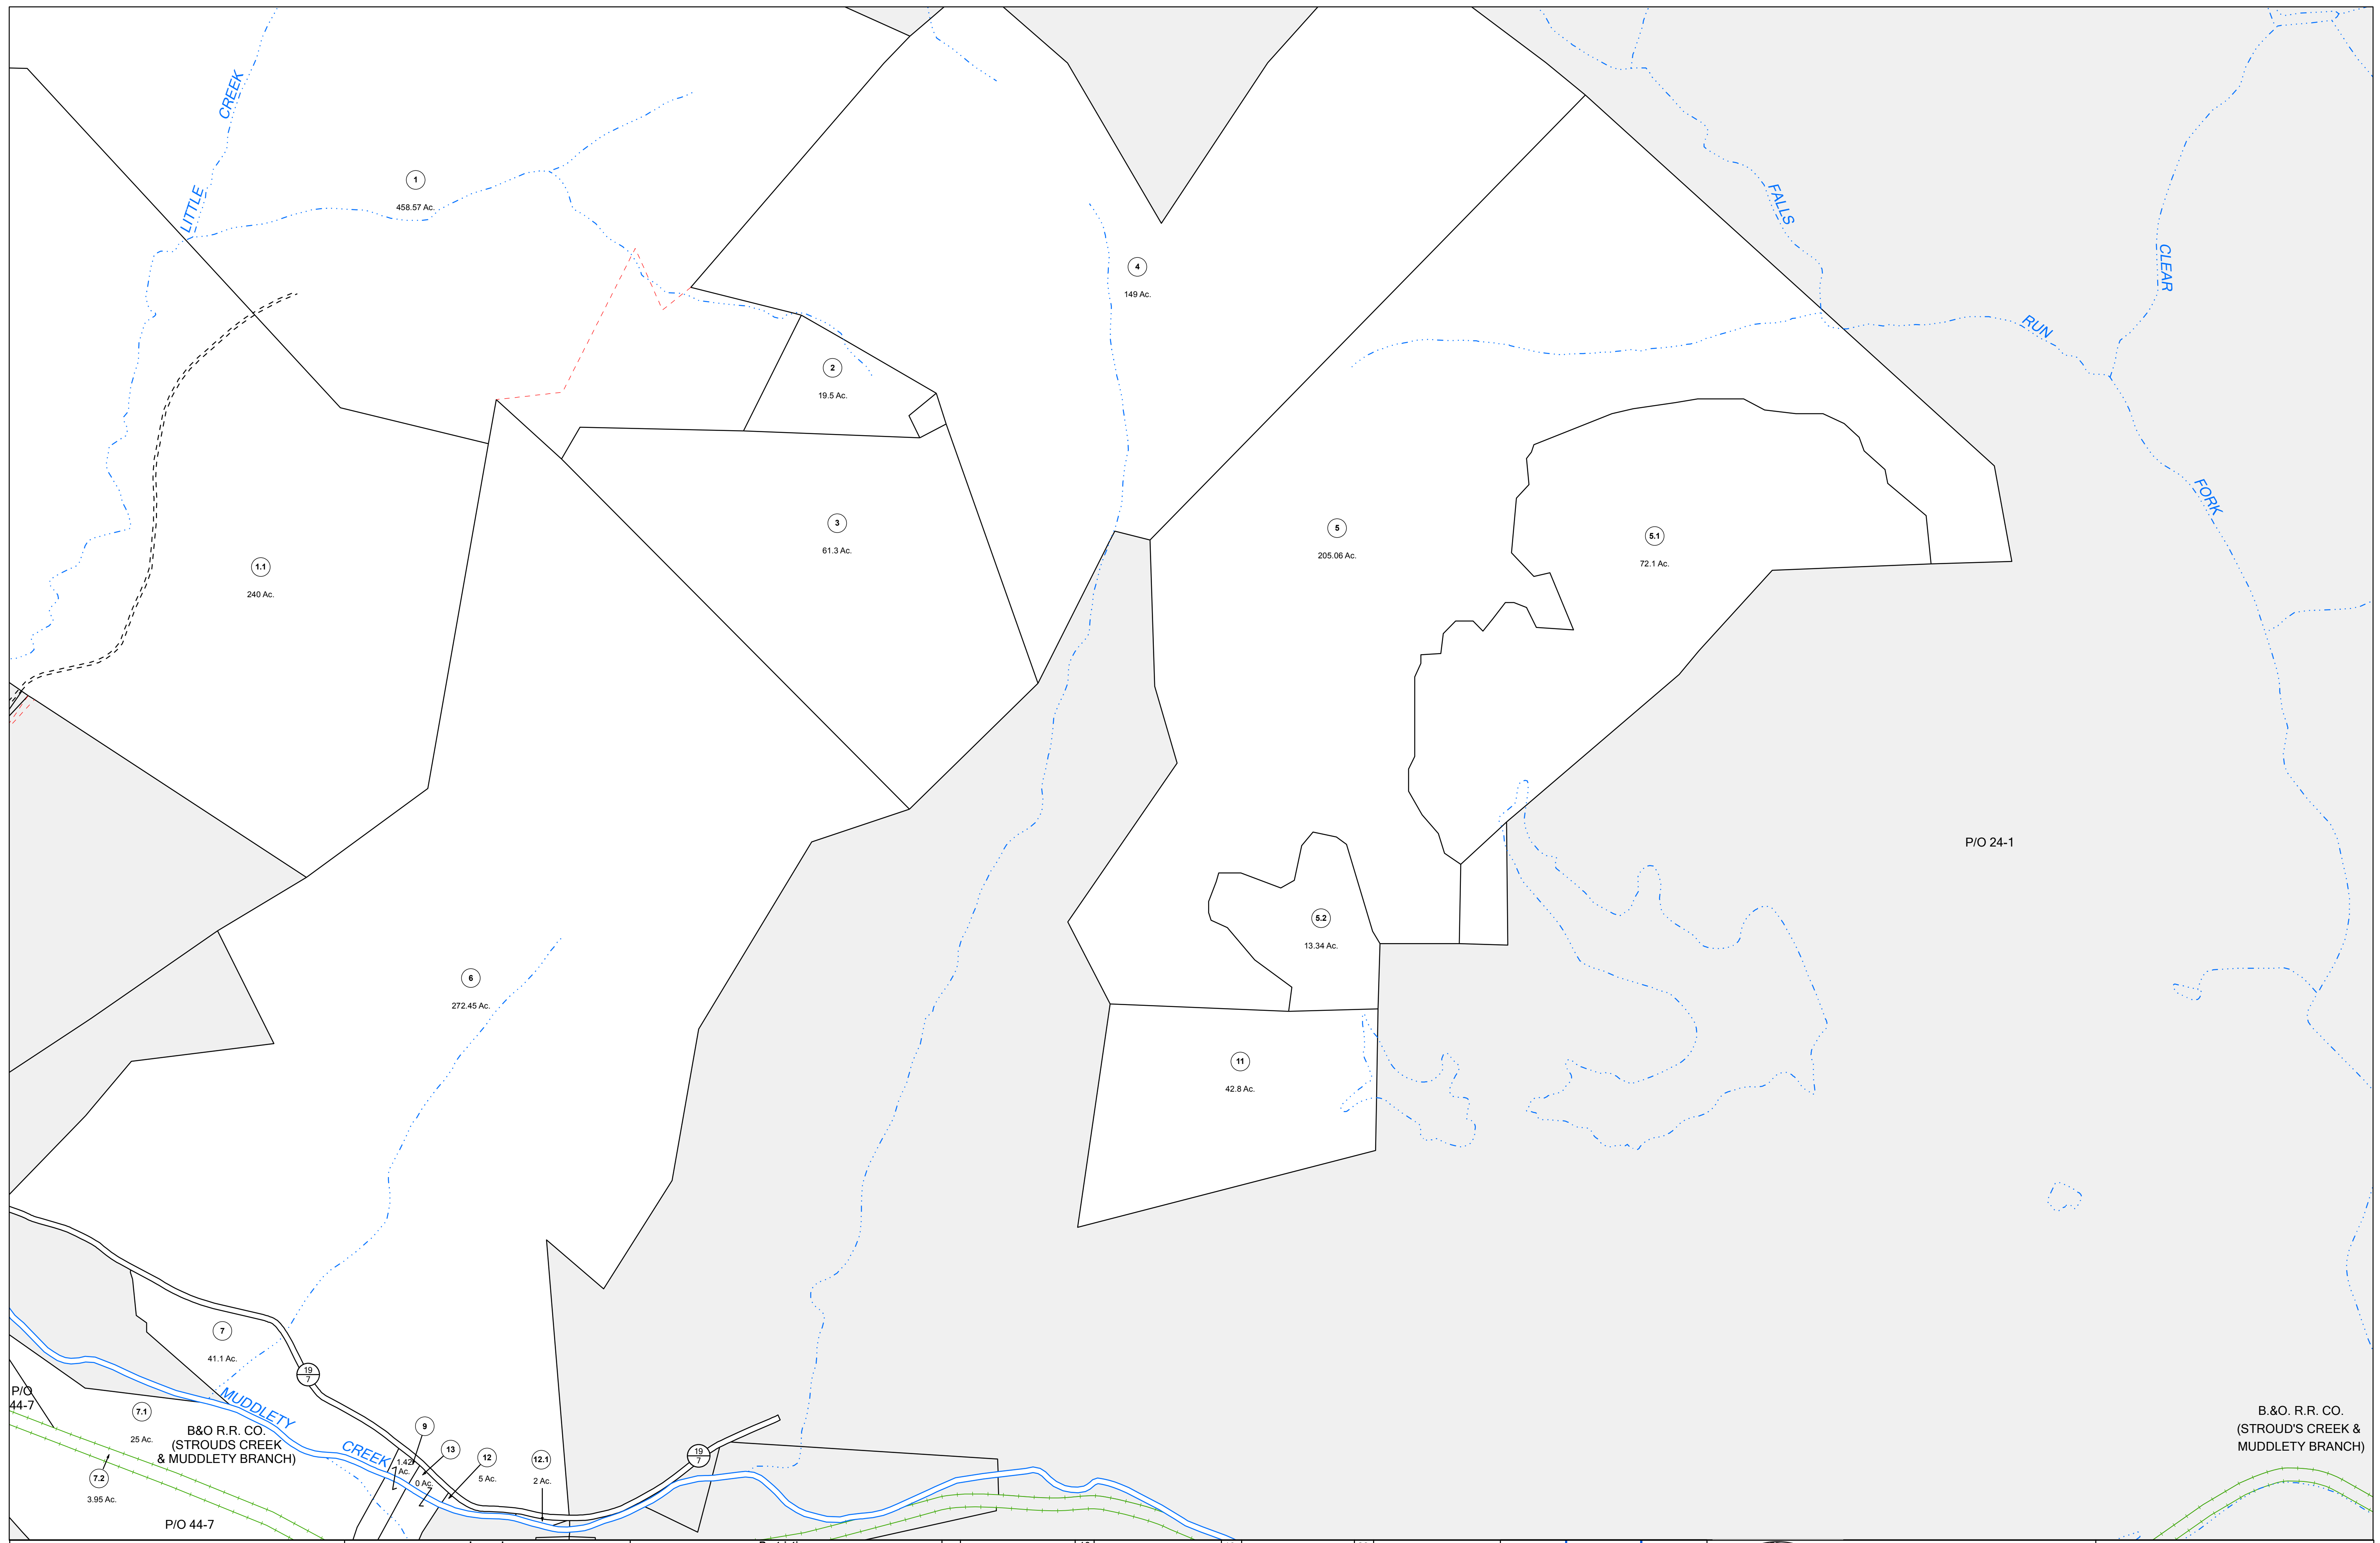 CREEK
LITTLE
1
458.57 Ac.
FALLS
CLEAR
4
149 Ac.
RUN
2
19.5 Ac.
FORK
3
61.3 Ac.
5
205.06 Ac.
5.1
72.1 Ac.
1.1
240 Ac.
P/O 24-1
5.2
13.34 Ac.
6
272.45 Ac.
11
42.8 Ac.
7
41.1 Ac.
19
7
P/O
44-7
MUDDLETY
CREEK
7.1
25 Ac.
B&O R.R. CO.
(STROUDS CREEK
& MUDDLETY BRANCH)
9
1.42
Ac.
13
0 Ac.
12
5 Ac.
12.1
2 Ac.
19
7
B.&O. R.R. CO.
(STROUD'S CREEK &
MUDDLETY BRANCH)
7.2
3.95 Ac.
P/O 44-7